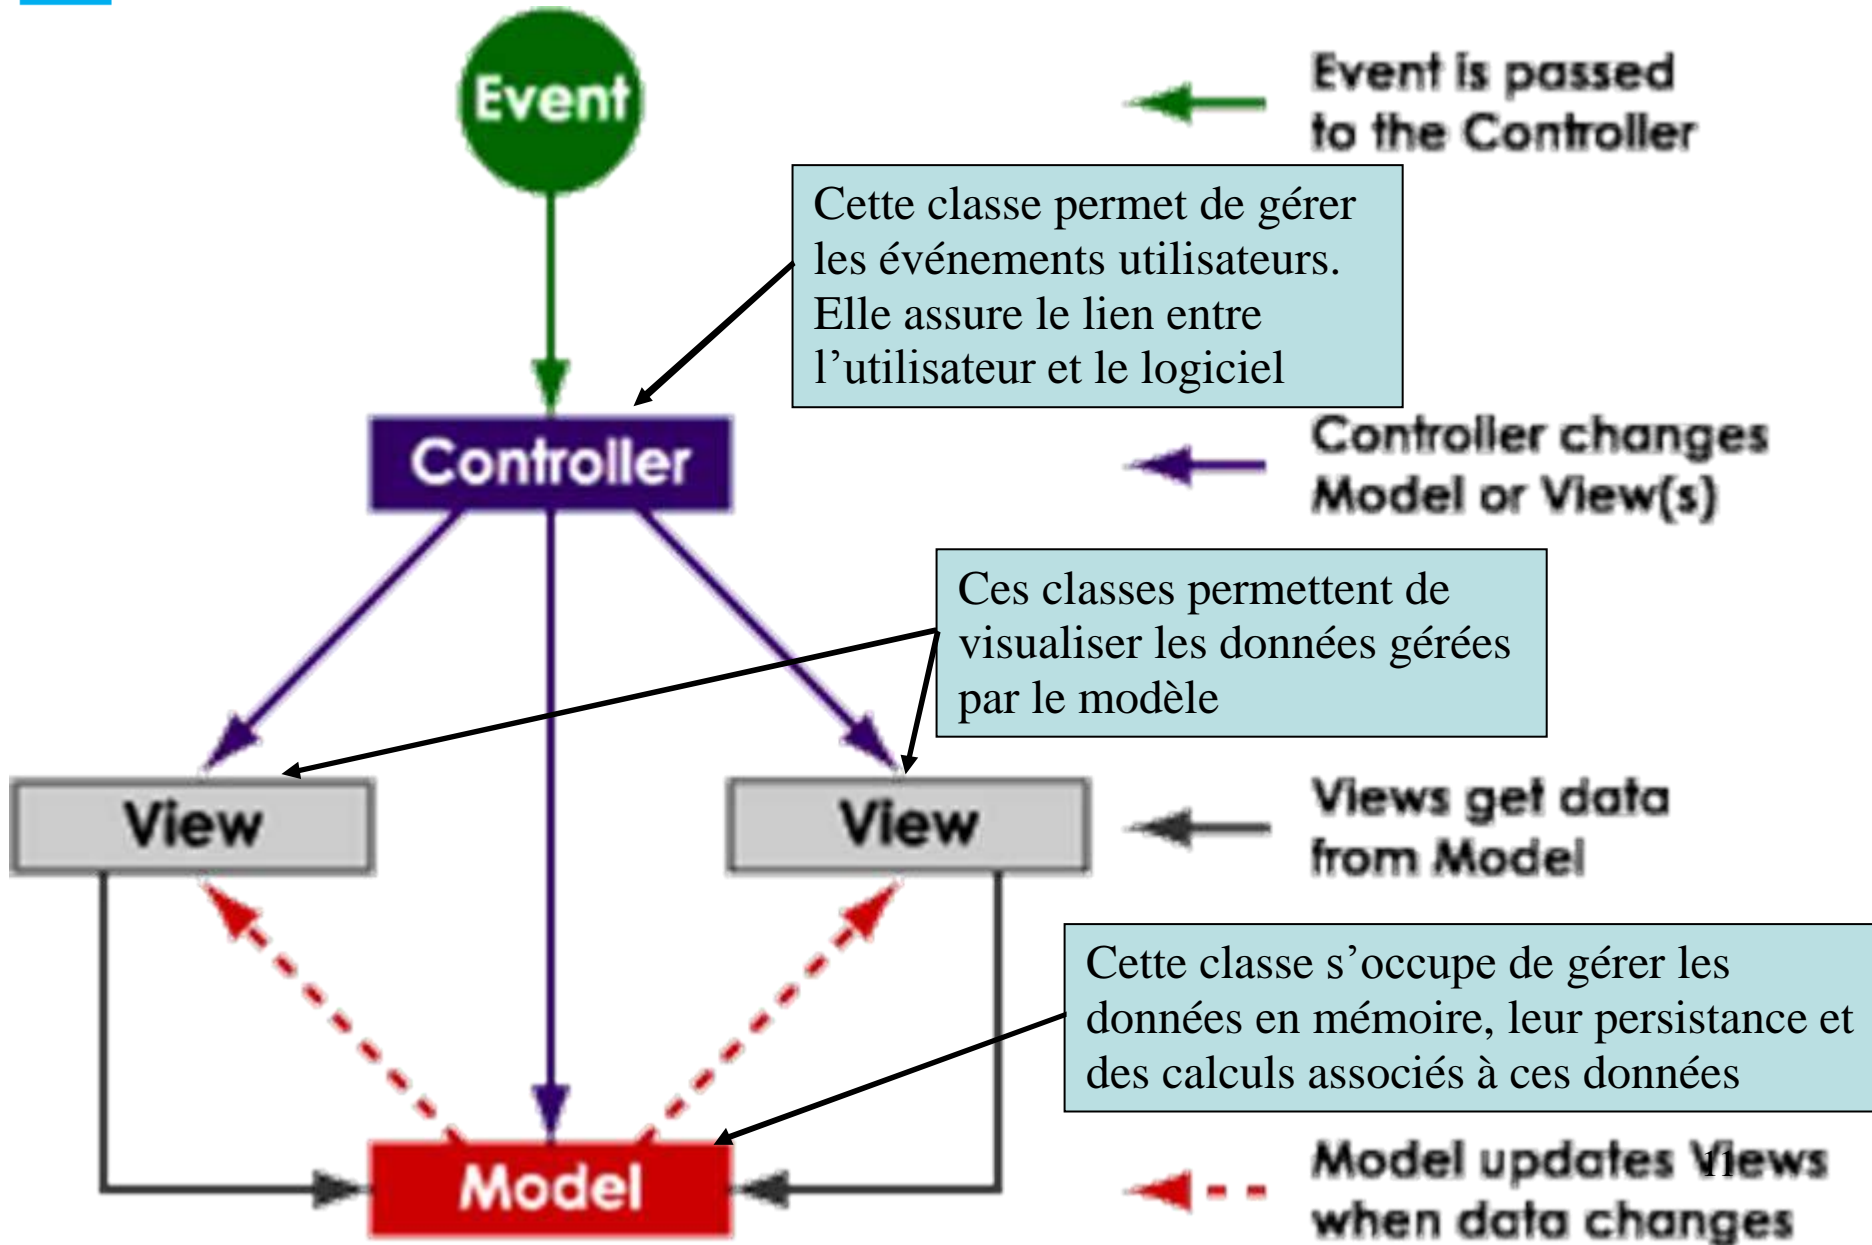 Event
Event is passed
to the Controller
Cette classe permet de gérer
les événements utilisateurs.
Elle assure le lien entre
l’utilisateur et le logiciel
Controller
Controller changes
Model or View(s)
Ces classes permettent de
visualiser les données gérées
par le modèle
View
View
Views get data
from Model
Cette classe s’occupe de gérer les
données en mémoire, leur persistance et
des calculs associés à ces données
Model
Model updates Views
11
when data changes